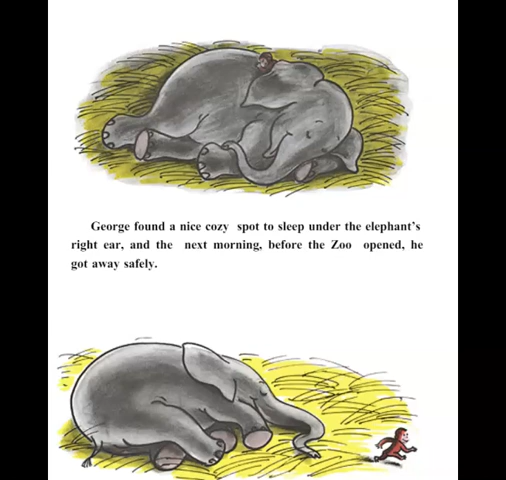 George found a nice cozy spot to sleep under the elephant's
right ear, and the next morning, before the Zoo opened, he
got away safely.